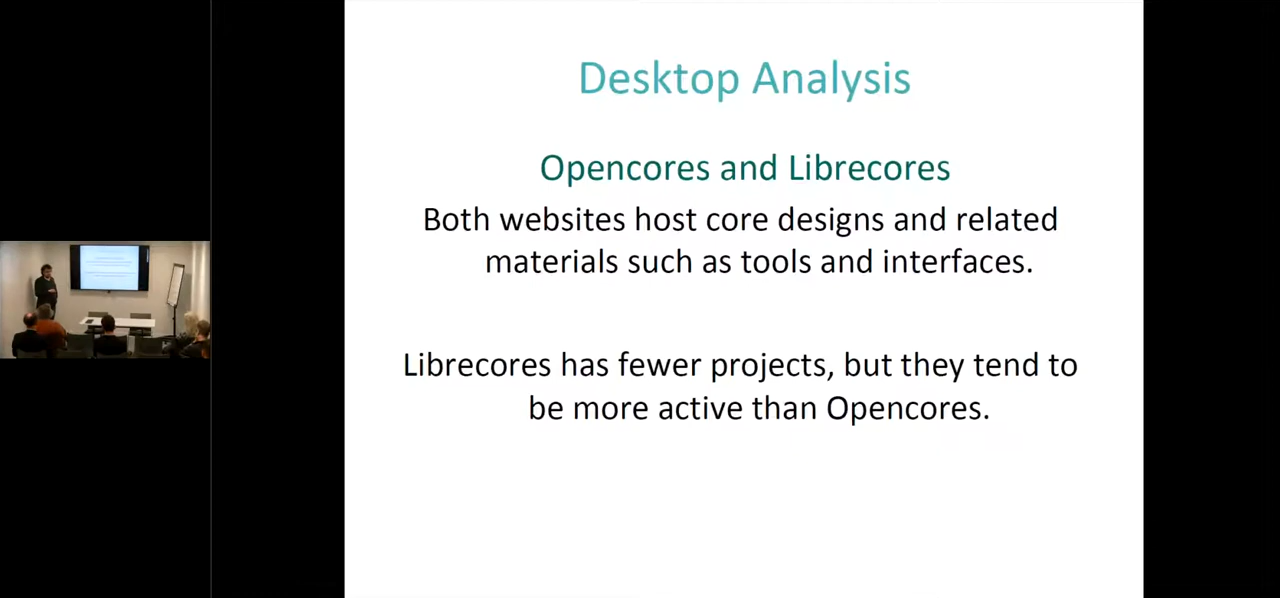 Desktop Analysis
Opencores and Librecores
Both websites host core designs and related
materials such as tools and interfaces.
Librecores has fewer projects, but they tend to
be more active than Opencores.